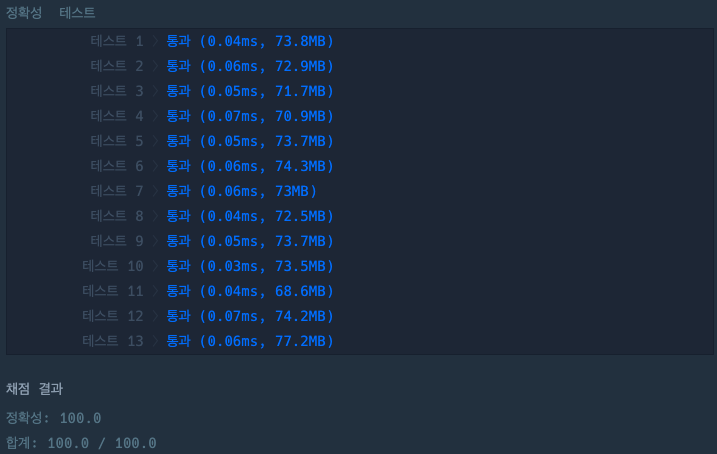 정확성 테스트
테스트 1 〉 통과 (0.04ms, 73.8MB)
테스트 2 〉 통과 (0.06ms, 72.9MB)
테스트 3 〉 통과 (0.05ms, 71.7MB)
테스트 4 〉 통과 (0.07ms, 70.9MB)
테스트 5 〉 통과 (0.05ms, 73.7MB)
테스트 6 〉 통과 (0.06ms, 74.3MB)
테스트 7 〉 통과 (0.06ms, 73MB)
테스트 8 〉 통과 (0.04ms, 72.5MB)
테스트 9 〉 통과 (0.05ms, 73.7MB)
테스트 10 〉 통과 (0.03ms, 73.5MB)
테스트 11 〉 통과 (0.04ms, 68.6MB)
테스트 12 〉 통과 (0.07ms, 74.2MB)
테스트 13 〉 통과 (0.06ms, 77.2MB)
채점 결과
정확성: 100.0
합계: 100.0 / 100.0